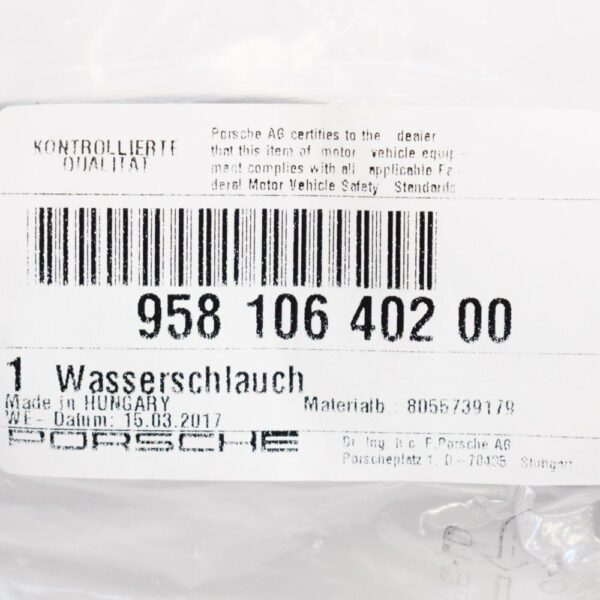 KONTROLLIERTE
QUALITÄT
Porsche AG certifies to the dealer
that this item of motor vehicle equip-
ment complies with all applicable Fe-
deral Motor Vehicle Safety Standards
958 106 402 00
1 Wasserschlauch
Made in HUNGARY
Materialb.: 8055739179
WE- Datum: 15.03.2017
PORSCHE
Dr. Ing. h.c. F.Porsche AG
Porscheplatz 1, D-70435 Stuttgart